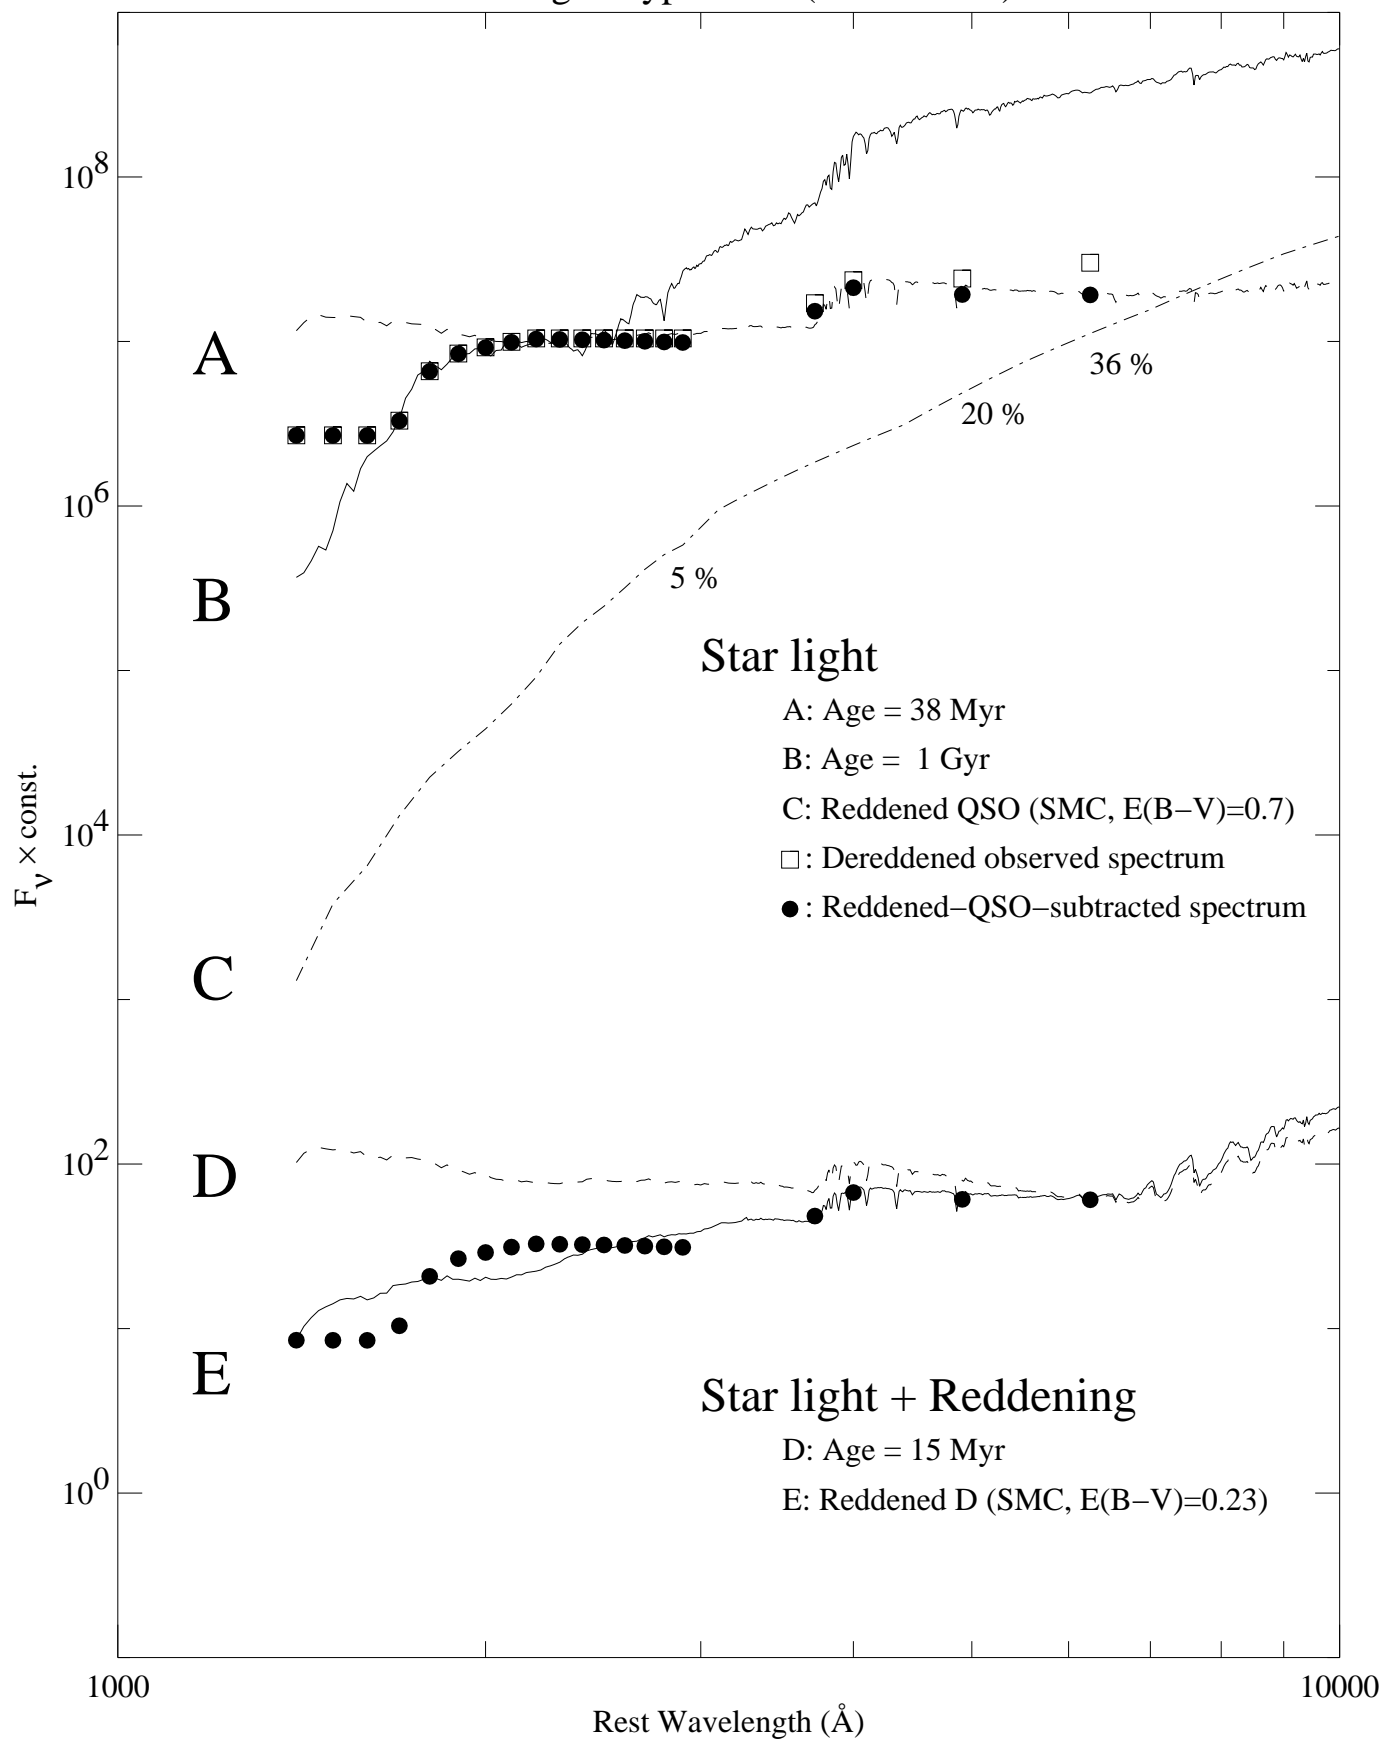 10^8
A
36 %
20 %
10^6
5 %
B
Star light
A: Age = 38 Myr
B: Age = 1 Gyr
C: Reddened QSO (SMC, E(B−V)=0.7)
□: Dereddened observed spectrum
●: Reddened−QSO−subtracted spectrum
F_ν × const.
10^4
C
10^2
D
E
Star light + Reddening
D: Age = 15 Myr
E: Reddened D (SMC, E(B−V)=0.23)
10^0
1000
10000
Rest Wavelength (Å)